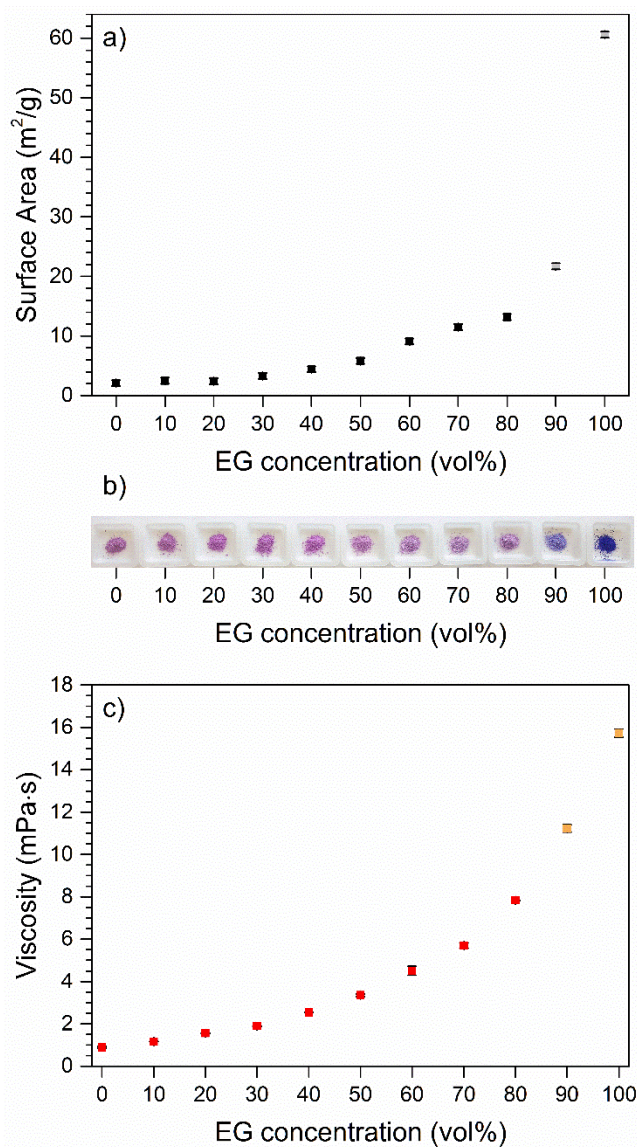 a)
Surface Area (m²/g)
60
50
40
30
20
10
0
0 10 20 30 40 50 60 70 80 90 100
EG concentration (vol%)
b)
0 10 20 30 40 50 60 70 80 90 100
EG concentration (vol%)
c)
Viscosity (mPa·s)
18
16
14
12
10
8
6
4
2
0
0 10 20 30 40 50 60 70 80 90 100
EG concentration (vol%)